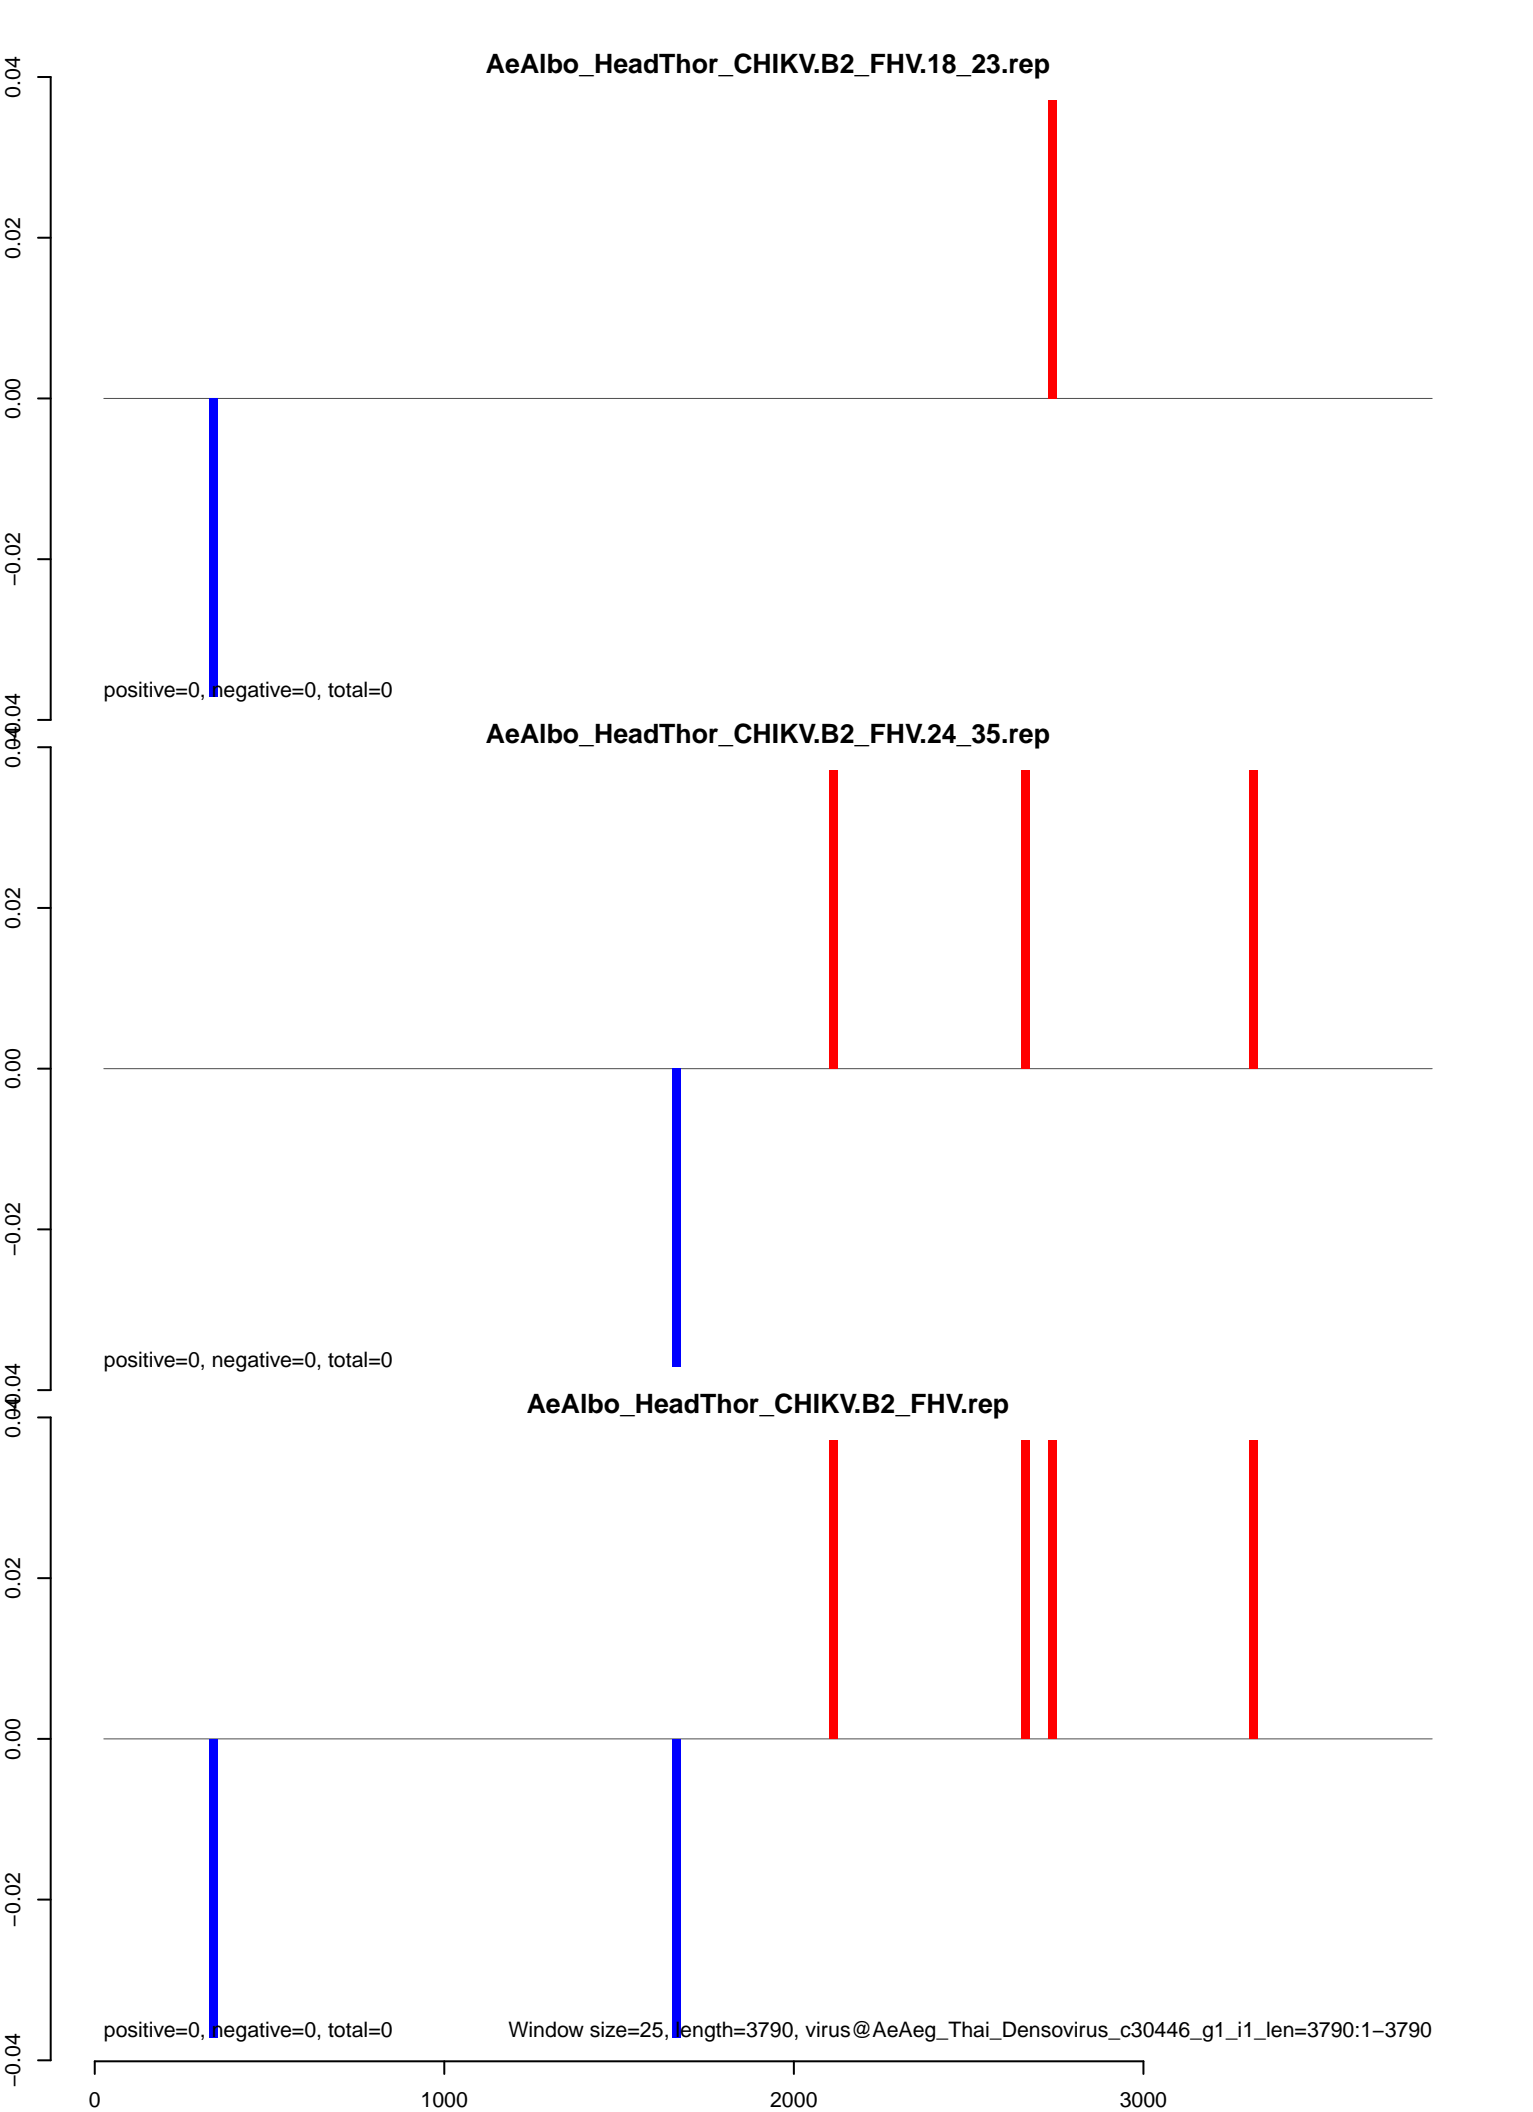 AeAlbo_HeadThor_CHIKV.B2_FHV.18_23.rep
0.04
0.02
0.00
−0.02
−0.04
positive=0, negative=0, total=0
AeAlbo_HeadThor_CHIKV.B2_FHV.24_35.rep
0.04
0.02
0.00
−0.02
−0.04
positive=0, negative=0, total=0
AeAlbo_HeadThor_CHIKV.B2_FHV.rep
0.04
0.02
0.00
−0.02
−0.04
positive=0, negative=0, total=0
Window size=25, length=3790, virus@AeAeg_Thai_Densovirus_c30446_g1_i1_len=3790:1−3790
0 1000 2000 3000